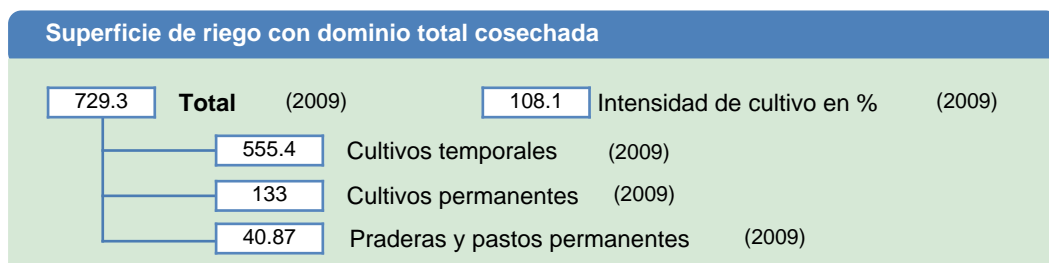 Superficie de riego con dominio total cosechada
729.3 Total (2009) 108.1 Intensidad de cultivo en % (2009)
555.4 Cultivos temporales (2009)
133 Cultivos permanentes (2009)
40.87 Praderas y pastos permanentes (2009)